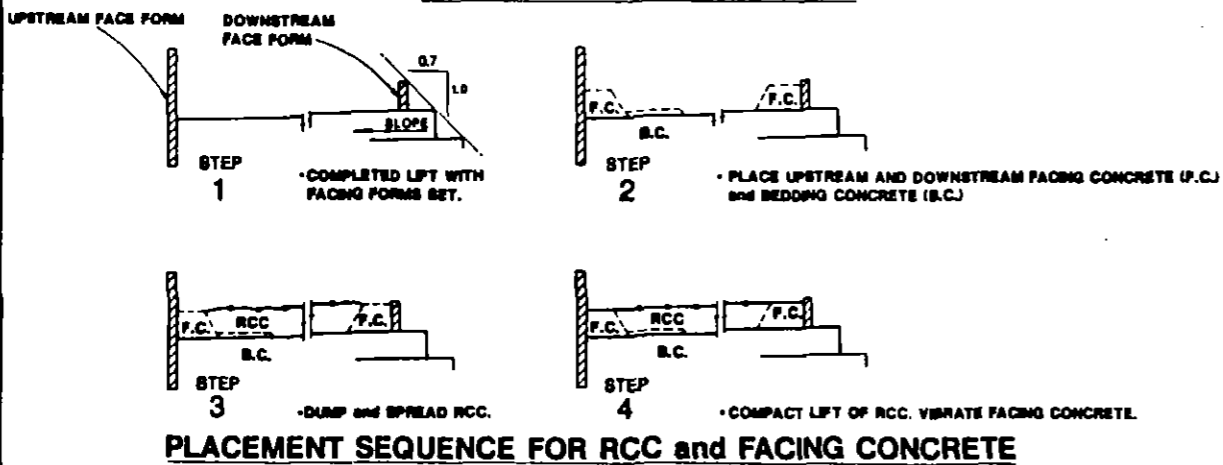 UPSTREAM FACE FORM
DOWNSTREAM
FACE FORM
0.7
1.0
SLOPE
STEP
1
•COMPLETED LIFT WITH
FACING FORMS SET.
F.C.
F.C.
B.C.
STEP
2
• PLACE UPSTREAM AND DOWNSTREAM FACING CONCRETE (F.C.)
and BEDDING CONCRETE (B.C.)
F.C.
RCC
F.C.
B.C.
STEP
3
•DUMP and SPREAD RCC.
F.C.
RCC
F.C.
B.C.
STEP
4
•COMPACT LIFT OF RCC. VIBRATE FACING CONCRETE.
PLACEMENT SEQUENCE FOR RCC and FACING CONCRETE